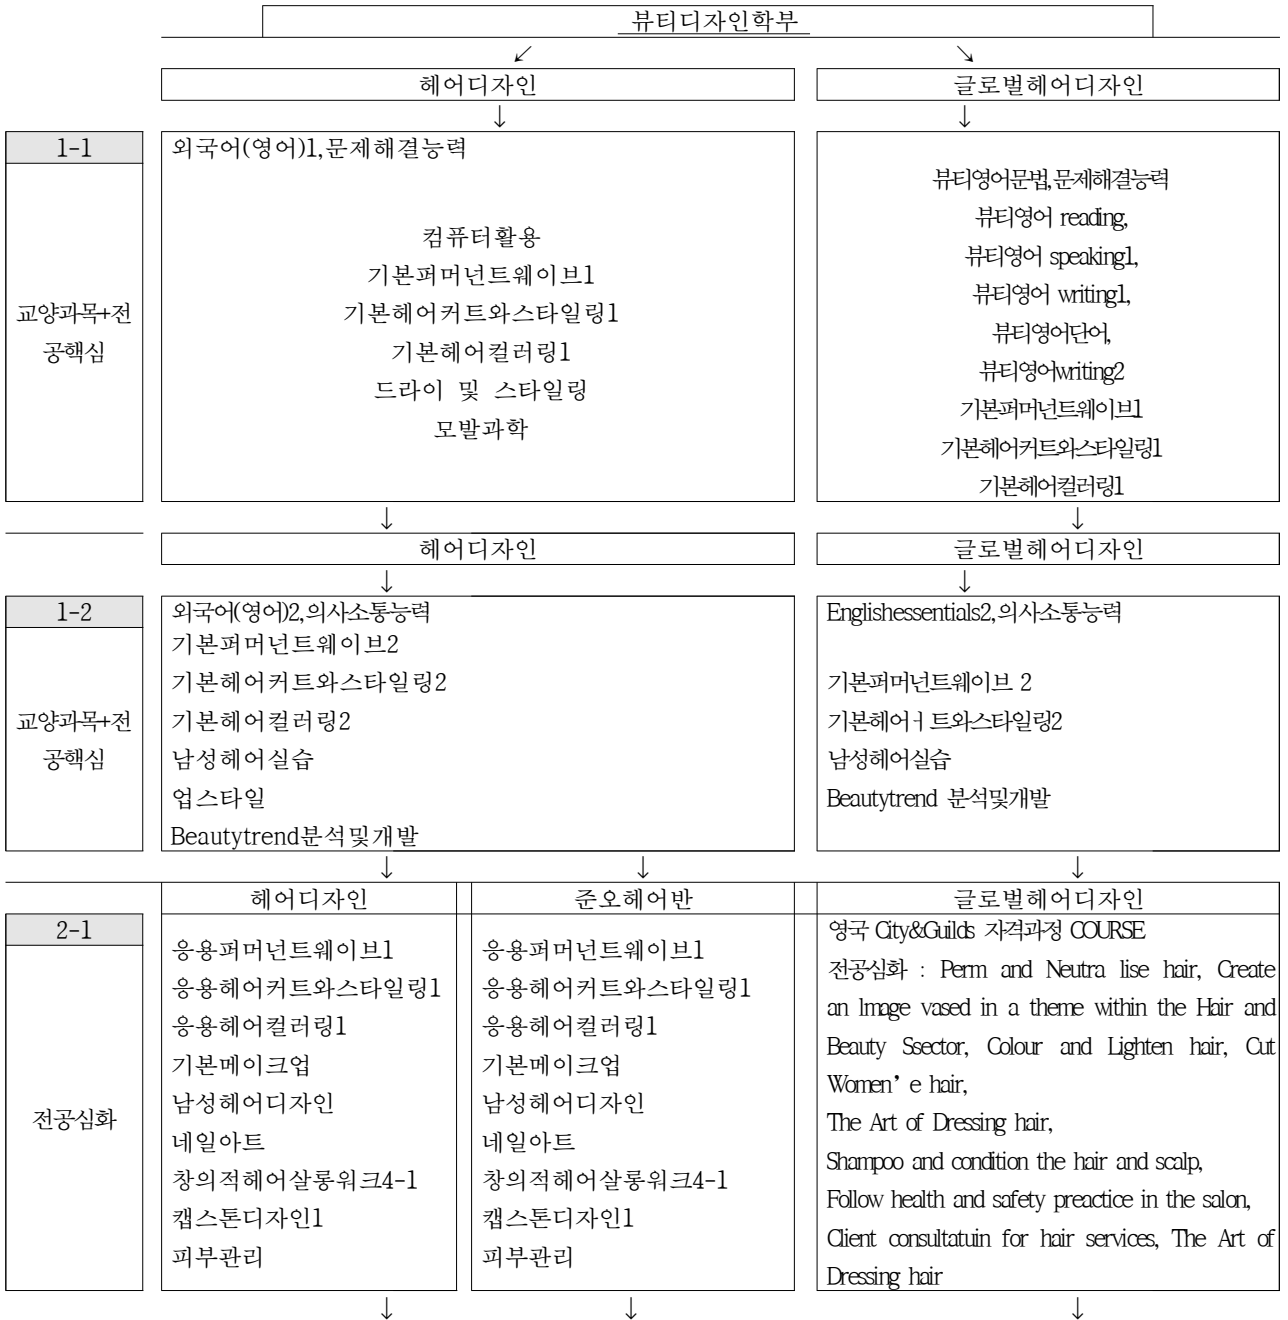 뷰티디자인학부
↙ ↘
헤어디자인
글로벌헤어디자인
↓ ↓
1-1
교양과목+전
공핵심
외국어(영어)1,문제해결능력
컴퓨터활용
기본퍼머넌트웨이브1
기본헤어커트와스타일링1
기본헤어컬러링1
드라이 및 스타일링
모발과학
뷰티영어문법,문제해결능력
뷰티영어 reading,
뷰티영어 speaking1,
뷰티영어 writing1,
뷰티영어단어,
뷰티영어writing2
기본퍼머넌트웨이브1
기본헤어커트와스타일링1
기본헤어컬러링1
↓ ↓
헤어디자인
글로벌헤어디자인
↓ ↓
1-2
교양과목+전
공핵심
외국어(영어)2,의사소통능력
기본퍼머넌트웨이브2
기본헤어커트와스타일링2
기본헤어컬러링2
남성헤어실습
업스타일
Beautytrend분석및개발
Englishessentials2,의사소통능력
기본퍼머넌트웨이브 2
기본헤어ㅓ트와스타일링2
남성헤어실습
Beautytrend 분석및개발
↓ ↓ ↓
헤어디자인
준오헤어반
글로벌헤어디자인
2-1
전공심화
응용퍼머넌트웨이브1
응용헤어커트와스타일링1
응용헤어컬러링1
기본메이크업
남성헤어디자인
네일아트
창의적헤어살롱워크4-1
캡스톤디자인1
피부관리
응용퍼머넌트웨이브1
응용헤어커트와스타일링1
응용헤어컬러링1
기본메이크업
남성헤어디자인
네일아트
창의적헤어살롱워크4-1
캡스톤디자인1
피부관리
영국 City&Guilds 자격과정 COURSE
전공심화 : Perm and Neutra lise hair, Create
an Image vased in a theme within the Hair and
Beauty Ssector, Colour and Lighten hair, Cut
Women’ e hair,
The Art of Dressing hair,
Shampoo and condition the hair and scalp,
Follow health and safety preactice in the salon,
Client consultatuin for hair services, The Art of
Dressing hair
↓ ↓ ↓